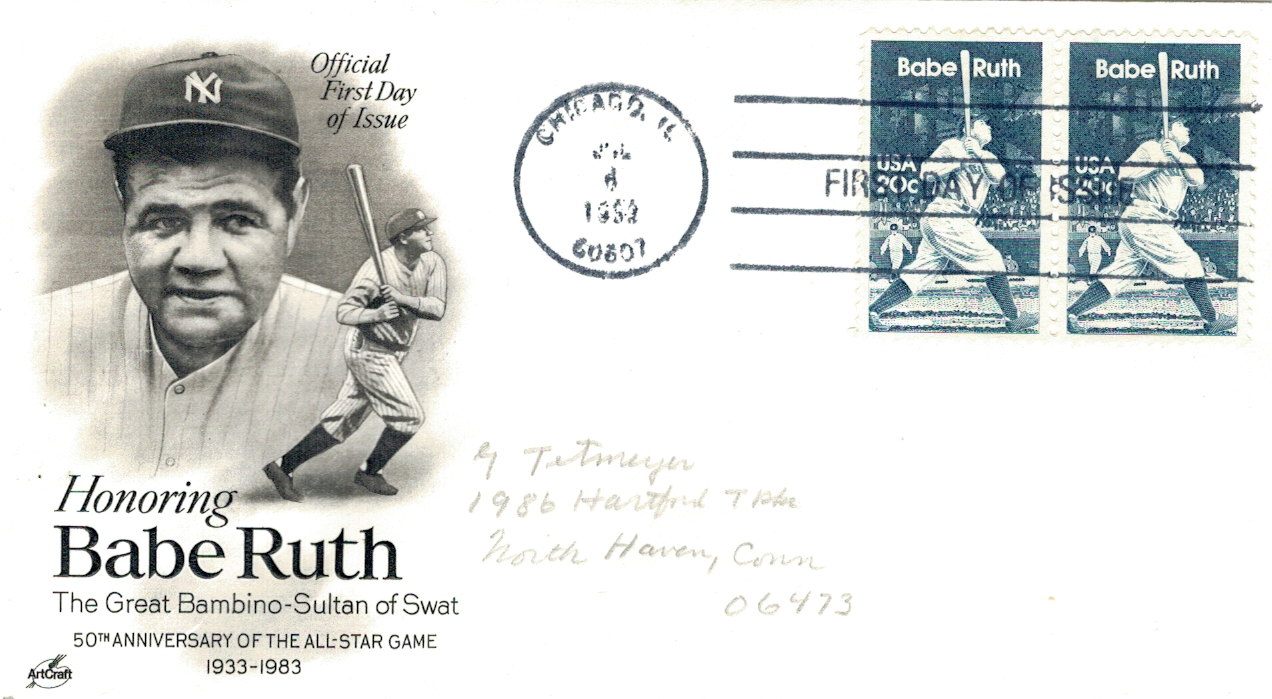 Official
First Day
of Issue
NY
Honoring
Babe Ruth
The Great Bambino-Sultan of Swat
50TH ANNIVERSARY OF THE ALL-STAR GAME
1933-1983
ArtCraft
CHICAGO, IL
60607
FIRST DAY OF ISSUE
Babe Ruth
USA
20c
Babe Ruth
USA
20c
Tetmeyer
1986 Hartford
North Haven, Conn
06473